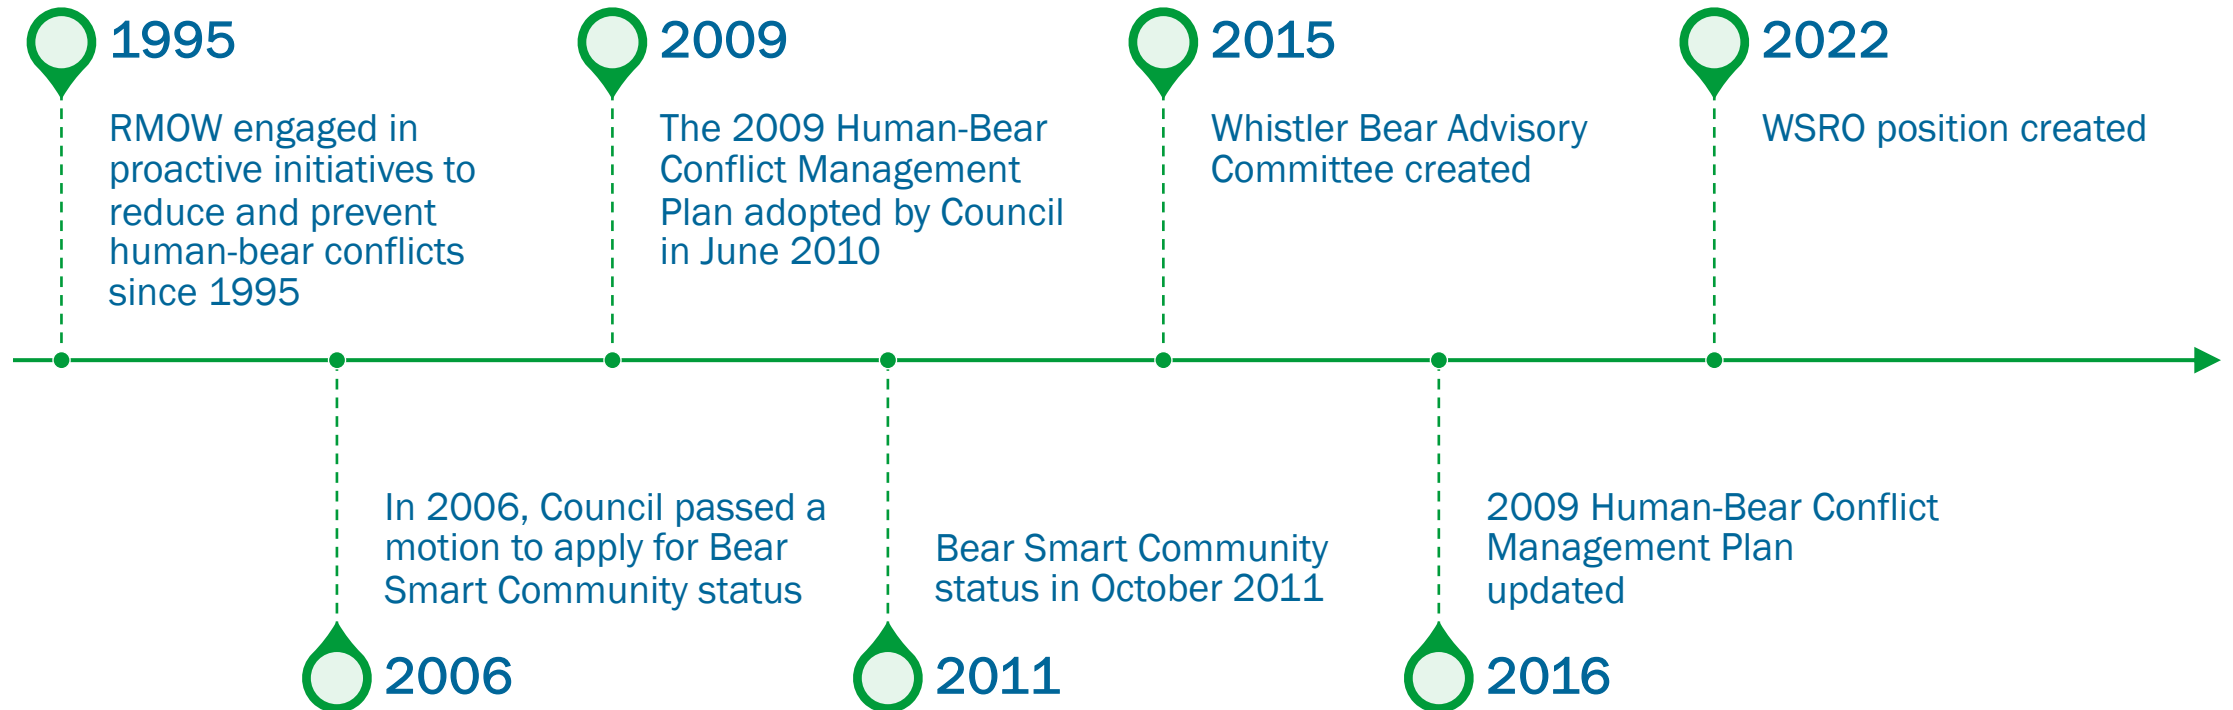 1995
RMOW engaged in
proactive initiatives to
reduce and prevent
human-bear conflicts
since 1995
In 2006, Council passed a
motion to apply for Bear
Smart Community status
2006
2009
The 2009 Human-Bear
Conflict Management
Plan adopted by Council
in June 2010
Bear Smart Community
status in October 2011
2011
2015
Whistler Bear Advisory
Committee created
2009 Human-Bear Conflict
Management Plan
updated
2016
2022
WSRO position created